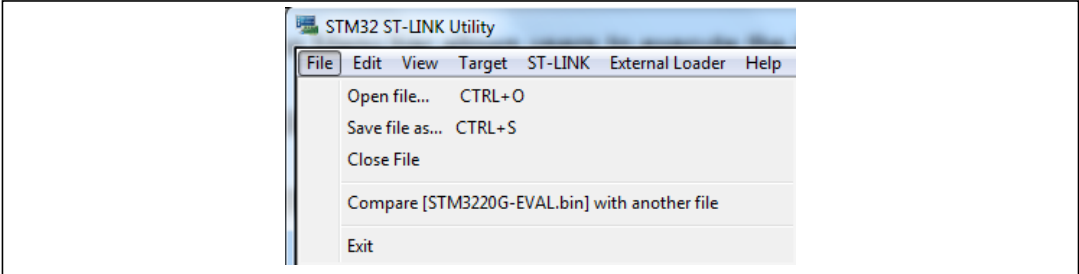 STM32 ST-LINK Utility
File Edit View Target ST-LINK External Loader Help
Open file... CTRL+O
Save file as... CTRL+S
Close File
Compare [STM3220G-EVAL.bin] with another file
Exit